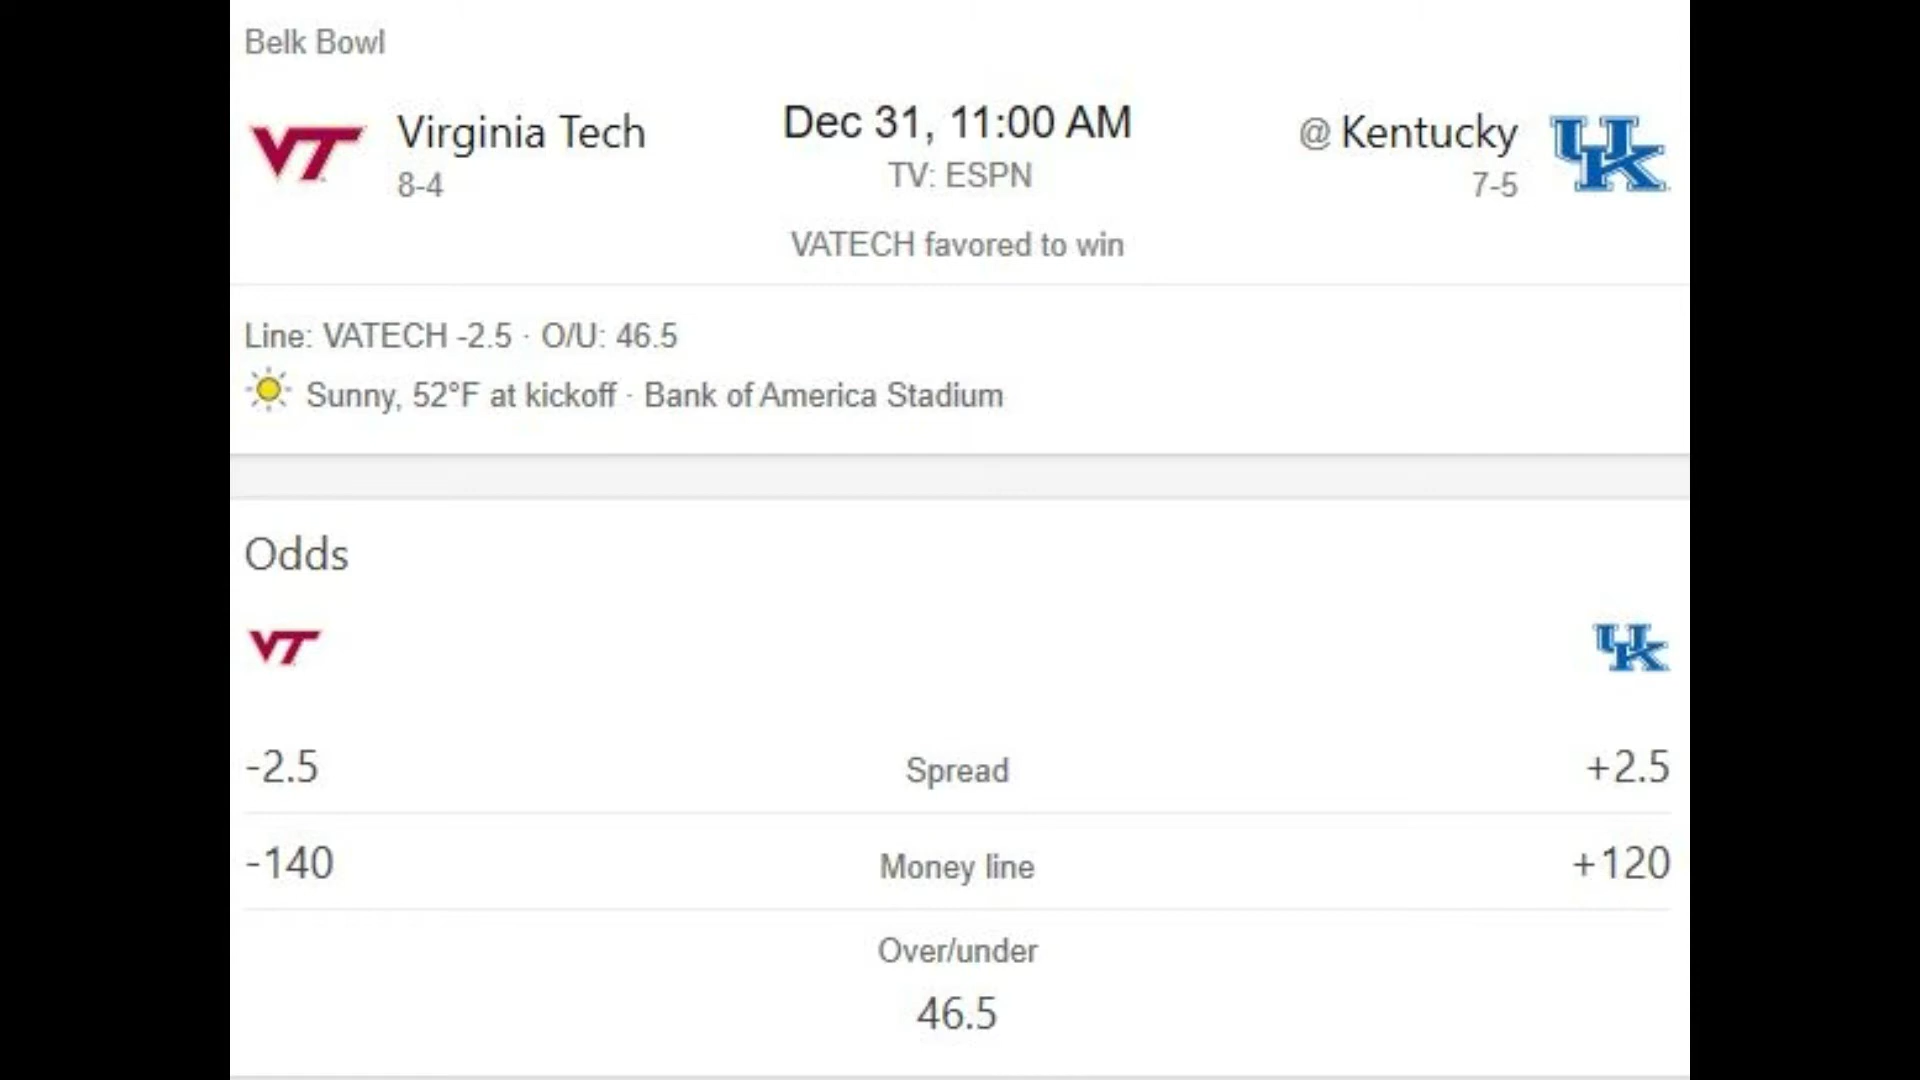 Belk Bowl
VT Virginia Tech Dec 31, 11:00 AM @ Kentucky UK
8-4 TV: ESPN 7-5
VATECH favored to win
Line: VATECH -2.5 · O/U: 46.5
Sunny, 52°F at kickoff · Bank of America Stadium
Odds
VT UK
-2.5 Spread +2.5
-140 Money line +120
Over/under
46.5